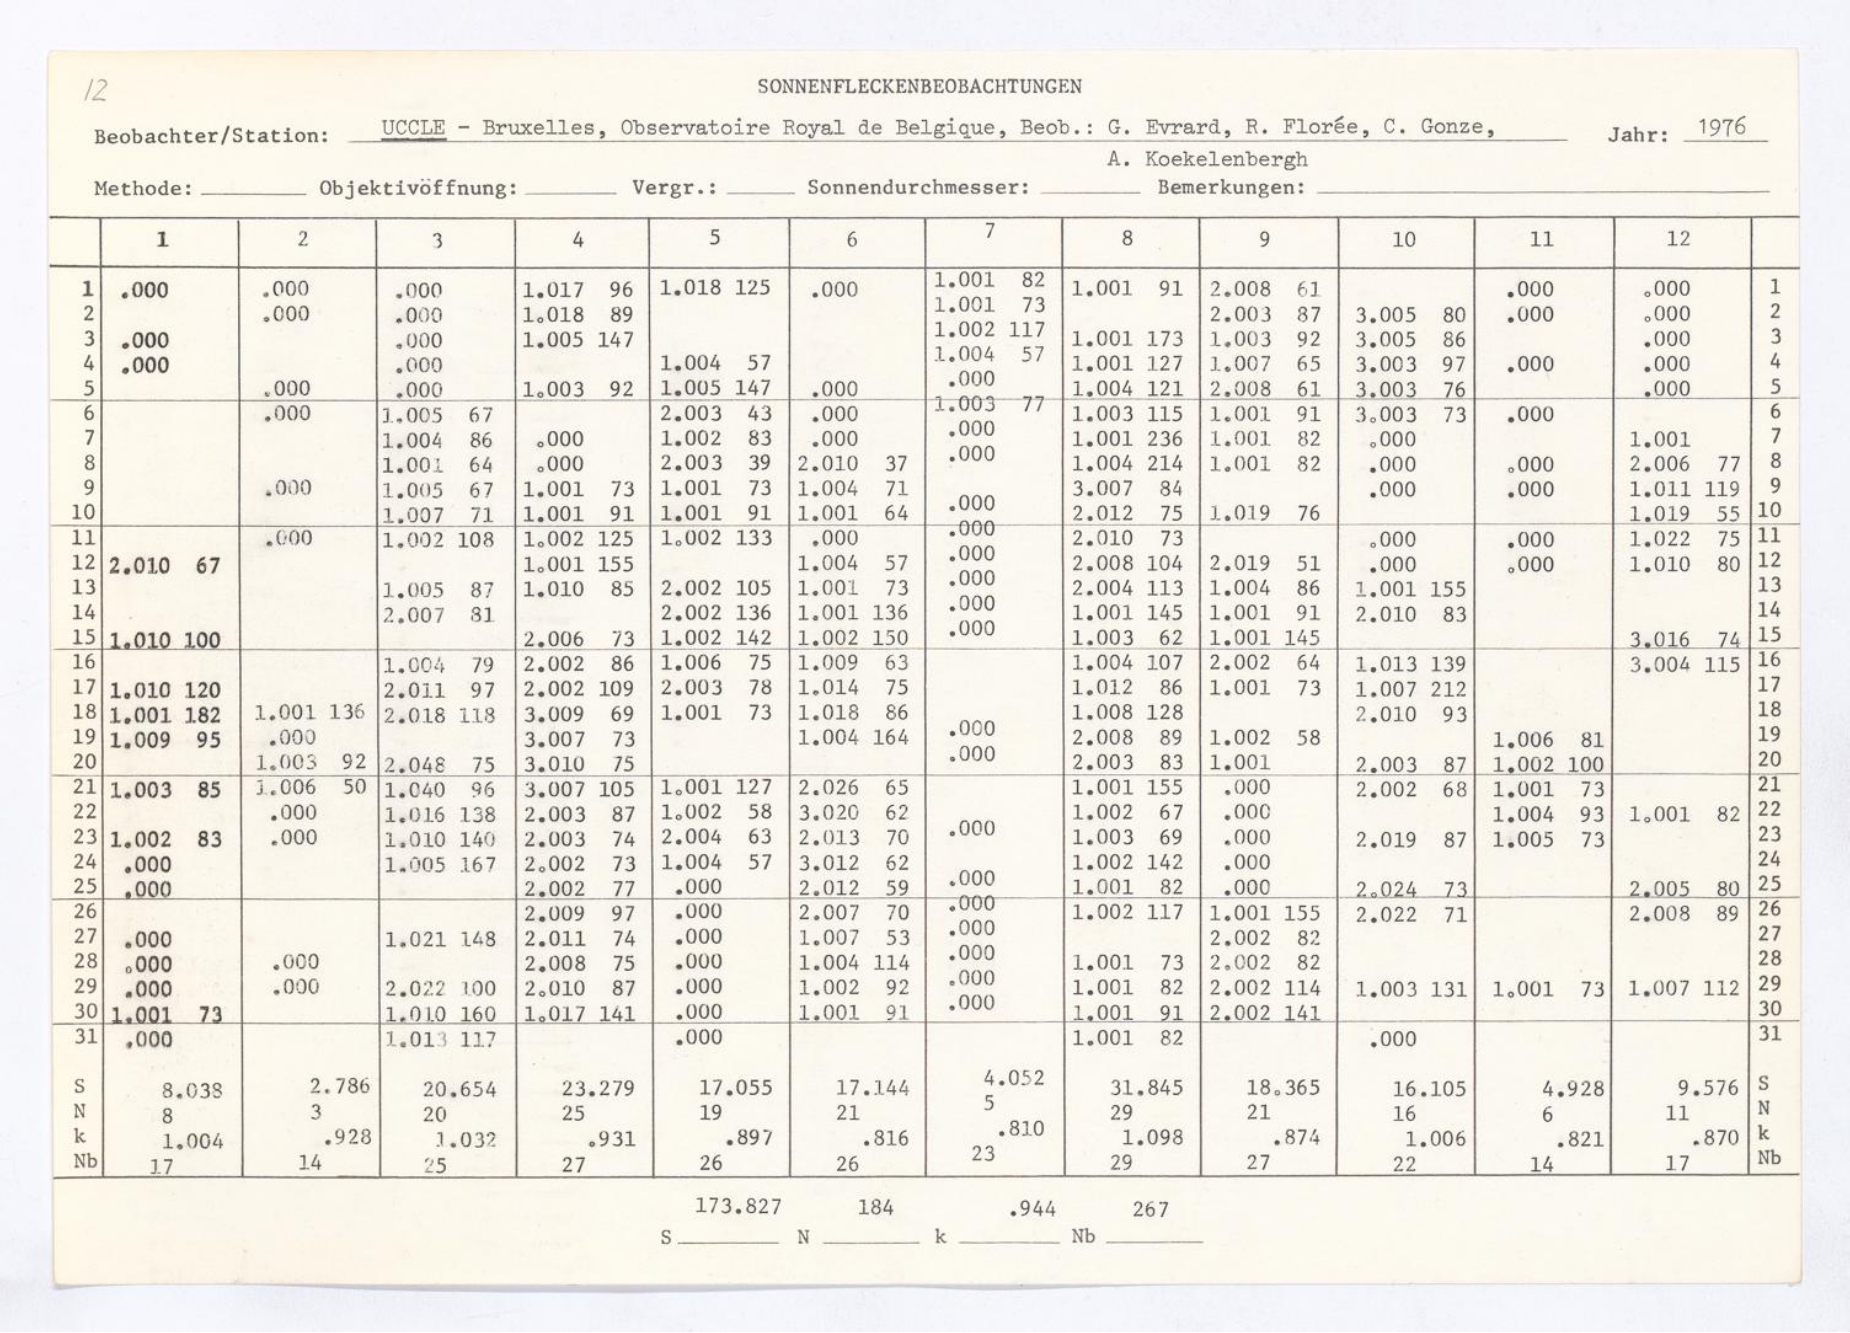 12
SONNENFLECKENBEOBACHTUNGEN
Beobachter/Station: UCCLE - Bruxelles, Observatoire Royal de Belgique, Beob.: G. Evrard, R. Florée, C. Gonze, Jahr: 1976
A. Koekelenbergh
Methode: Objektivöffnung: Vergr.: Sonnendurchmesser: Bemerkungen:
1 2 3 4 5 6 7 8 9 10 11 12
1 .000 .000 .000 1.017 96 1.018 125 .000 1.001 82 1.001 91 2.008 61 .000 .000 1
2 .000 .000 1.018 89 1.001 73 2.003 87 3.005 80 .000 .000 2
3 .000 .000 1.005 147 1.002 117 1.001 173 1.003 92 3.005 86 .000 3
4 .000 .000 1.004 57 1.004 57 1.001 127 1.007 65 3.003 97 .000 .000 4
5 .000 .000 1.003 92 1.005 147 .000 .000 1.004 121 2.008 61 3.003 76 .000 5
6 .000 1.005 67 2.003 43 .000 1.003 77 1.003 115 1.001 91 3.003 73 .000 6
7 1.004 86 .000 1.002 83 .000 .000 1.001 236 1.001 82 .000 1.001 7
8 1.001 64 .000 2.003 39 2.010 37 .000 1.004 214 1.001 82 .000 .000 2.006 77 8
9 .000 1.005 67 1.001 73 1.001 73 1.004 71 3.007 84 .000 .000 1.011 119 9
10 1.007 71 1.001 91 1.001 91 1.001 64 .000 2.012 75 1.019 76 1.019 55 10
11 .000 1.002 108 1.002 125 1.002 133 .000 .000 2.010 73 .000 .000 1.022 75 11
12 2.010 67 1.001 155 1.004 57 .000 2.008 104 2.019 51 .000 .000 1.010 80 12
13 1.005 87 1.010 85 2.002 105 1.001 73 .000 2.004 113 1.004 86 1.001 155 13
14 2.007 81 2.002 136 1.001 136 .000 1.001 145 1.001 91 2.010 83 14
15 1.010 100 2.006 73 1.002 142 1.002 150 .000 1.003 62 1.001 145 3.016 74 15
16 1.004 79 2.002 86 1.006 75 1.009 63 1.004 107 2.002 64 1.013 139 3.004 115 16
17 1.010 120 2.011 97 2.002 109 2.003 78 1.014 75 1.012 86 1.001 73 1.007 212 17
18 1.001 182 1.001 136 2.018 118 3.009 69 1.001 73 1.018 86 1.008 128 2.010 93 18
19 1.009 95 .000 3.007 73 1.004 164 .000 2.008 89 1.002 58 1.006 81 19
20 1.003 92 2.048 75 3.010 75 .000 2.003 83 1.001 2.003 87 1.002 100 20
21 1.003 85 1.006 50 1.040 96 3.007 105 1.001 127 2.026 65 1.001 155 .000 2.002 68 1.001 73 21
22 .000 1.016 138 2.003 87 1.002 58 3.020 62 1.002 67 .000 1.004 93 1.001 82 22
23 1.002 83 .000 1.010 140 2.003 74 2.004 63 2.013 70 .000 1.003 69 .000 2.019 87 1.005 73 23
24 .000 1.005 167 2.002 73 1.004 57 3.012 62 1.002 142 .000 24
25 .000 2.002 77 .000 2.012 59 .000 1.001 82 .000 2.024 73 2.005 80 25
26 2.009 97 .000 2.007 70 .000 1.002 117 1.001 155 2.022 71 2.008 89 26
27 .000 1.021 148 2.011 74 .000 1.007 53 .000 2.002 82 27
28 .000 .000 2.008 75 .000 1.004 114 .000 1.001 73 2.002 82 28
29 .000 .000 2.022 100 2.010 87 .000 1.002 92 .000 1.001 82 2.002 114 1.003 131 1.001 73 1.007 112 29
30 1.001 73 1.010 160 1.017 141 .000 1.001 91 .000 1.001 91 2.002 141 30
31 .000 1.013 117 .000 1.001 82 .000 31
S 8.038 2.786 20.654 23.279 17.055 17.144 4.052 31.845 18.365 16.105 4.928 9.576 S
N 8 3 20 25 19 21 5 29 21 16 6 11 N
k 1.004 .928 1.032 .931 .897 .816 .810 1.098 .874 1.006 .821 .870 k
Nb 17 14 25 27 26 26 23 29 27 22 14 17 Nb
173.827 184 .944 267
S N k Nb